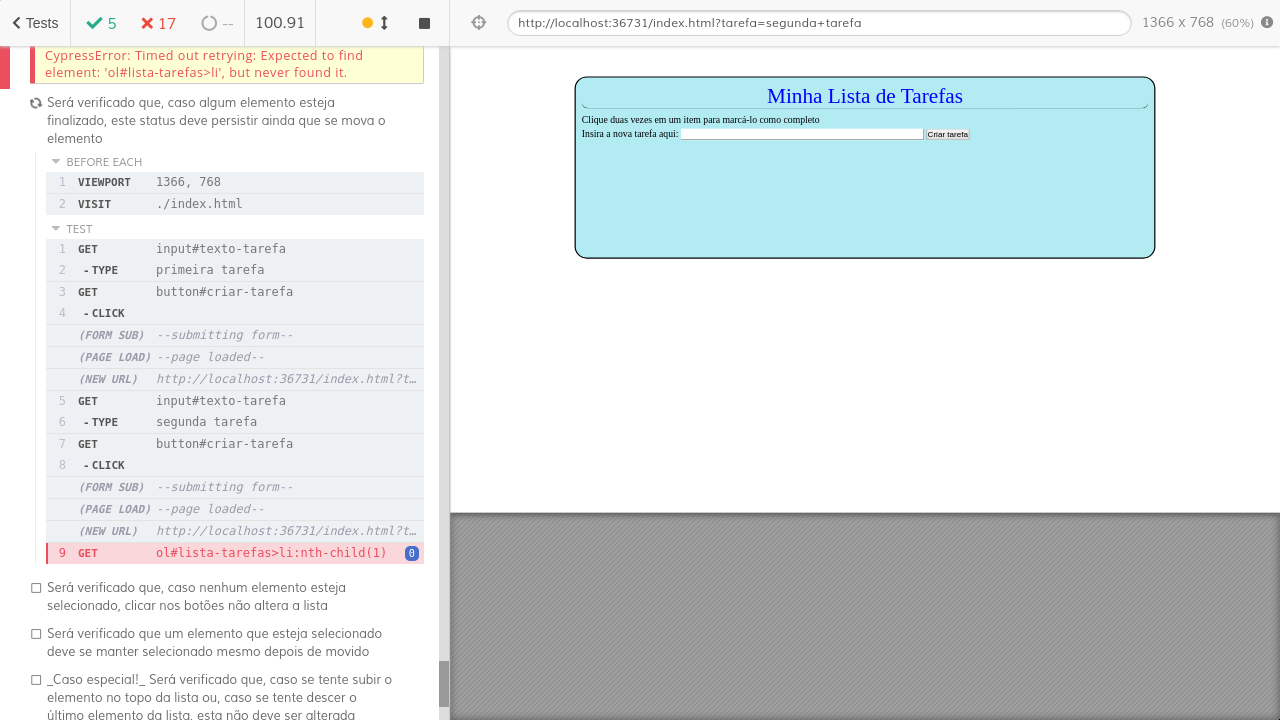 Tests
5
17
--
100.91
http://localhost:36731/index.html?tarefa=segunda+tarefa
1366 x 768 (60%)
CypressError: Timed out retrying: Expected to find
element: 'ol#lista-tarefas>li', but never found it.
Será verificado que, caso algum elemento esteja
finalizado, este status deve persistir ainda que se mova o
elemento
BEFORE EACH
1 VIEWPORT 1366, 768
2 VISIT ./index.html
TEST
1 GET input#texto-tarefa
2 -TYPE primeira tarefa
3 GET button#criar-tarefa
4 -CLICK
(FORM SUB) --submitting form--
(PAGE LOAD) --page loaded--
(NEW URL) http://localhost:36731/index.html?t…
5 GET input#texto-tarefa
6 -TYPE segunda tarefa
7 GET button#criar-tarefa
8 -CLICK
(FORM SUB) --submitting form--
(PAGE LOAD) --page loaded--
(NEW URL) http://localhost:36731/index.html?t…
9 GET ol#lista-tarefas>li:nth-child(1) 0
Será verificado que, caso nenhum elemento esteja
selecionado, clicar nos botões não altera a lista
Será verificado que um elemento que esteja selecionado
deve se manter selecionado mesmo depois de movido
_Caso especial!_ Será verificado que, caso se tente subir o
elemento no topo da lista ou, caso se tente descer o
último elemento da lista, esta não deve ser alterada
Minha Lista de Tarefas
Clique duas vezes em um item para marcá-lo como completo
Insira a nova tarefa aqui: Criar tarefa